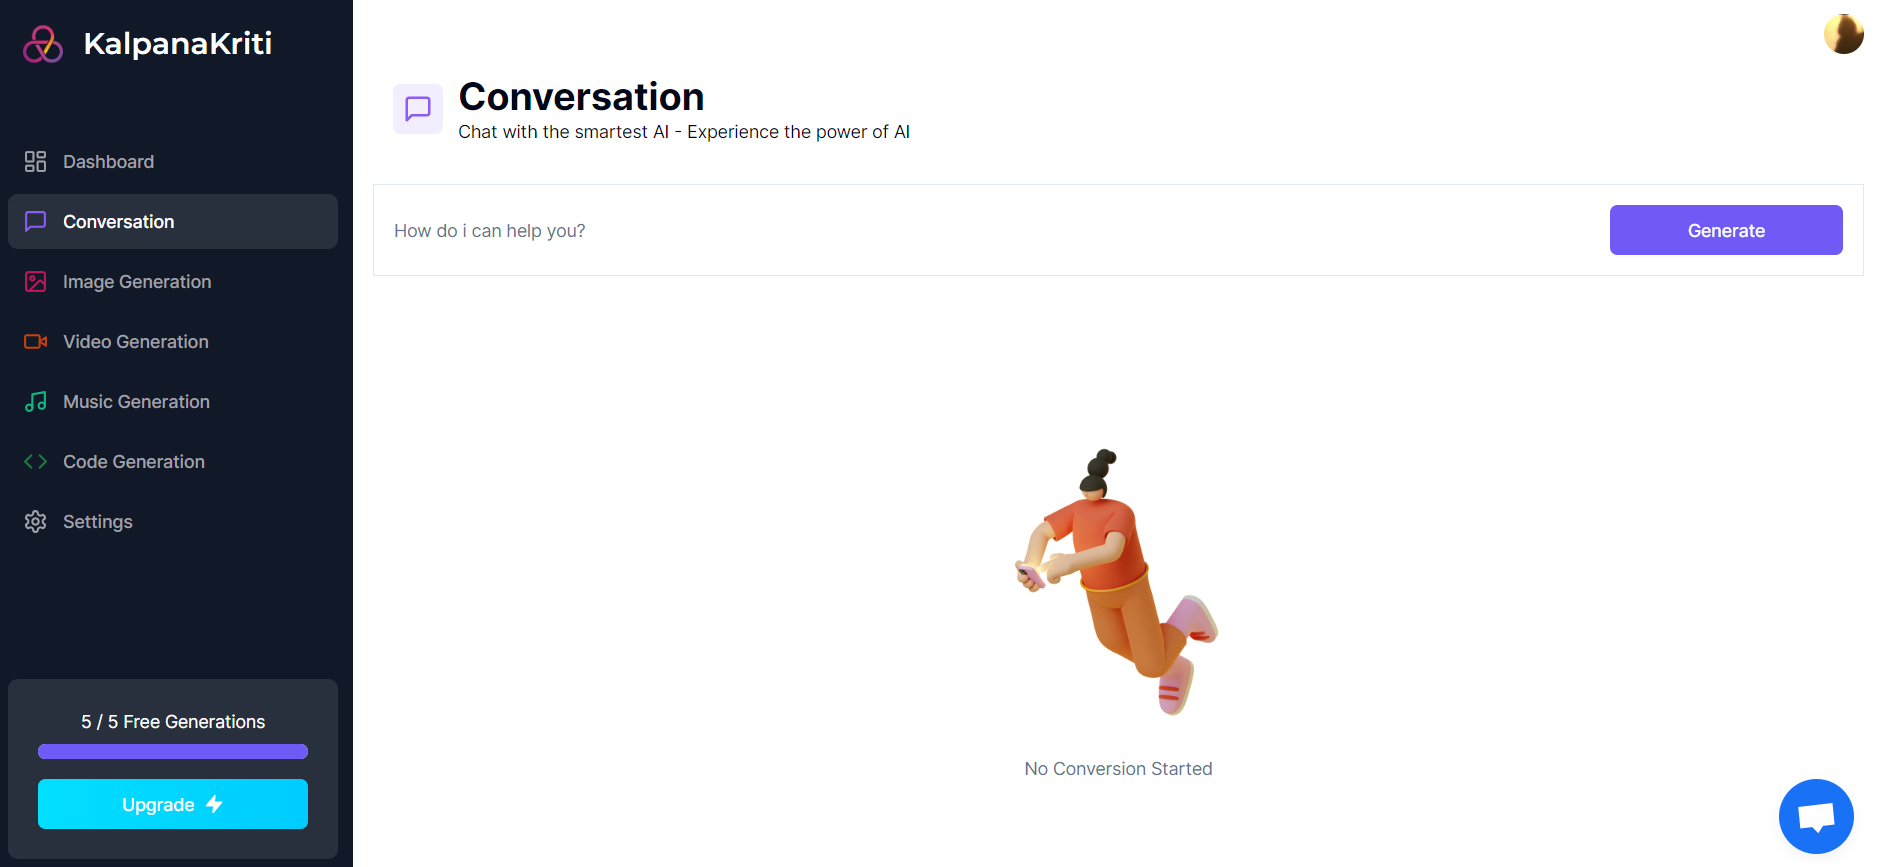 KalpanaKriti
Dashboard
Conversation
Image Generation
Video Generation
Music Generation
Code Generation
Settings
5 / 5 Free Generations
Upgrade
Conversation
Chat with the smartest AI - Experience the power of AI
How do i can help you?
Generate
No Conversion Started